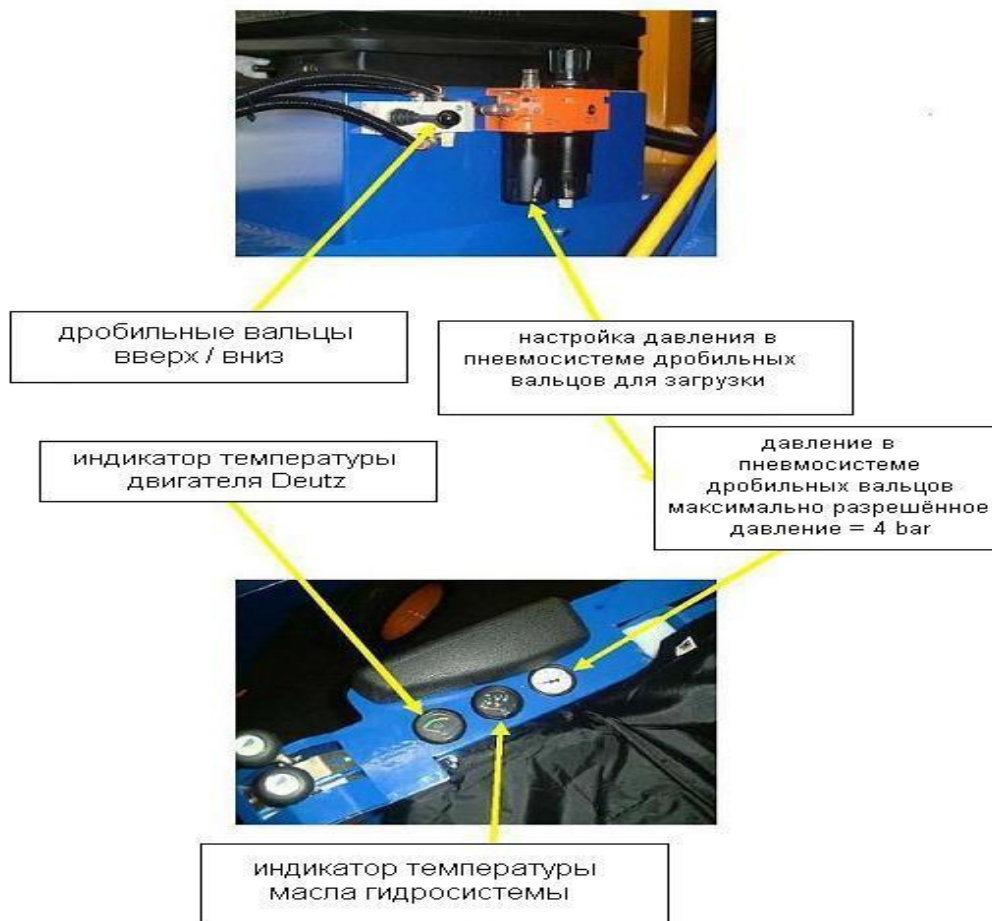 дробильные вальцы
вверх / вниз
настройка давления в
пневмосистеме дробильных
вальцов для загрузки
индикатор температуры
двигателя Deutz
давление в
пневмосистеме
дробильных вальцов
максимально разрешённое
давление = 4 bar
индикатор температуры
масла гидросистемы